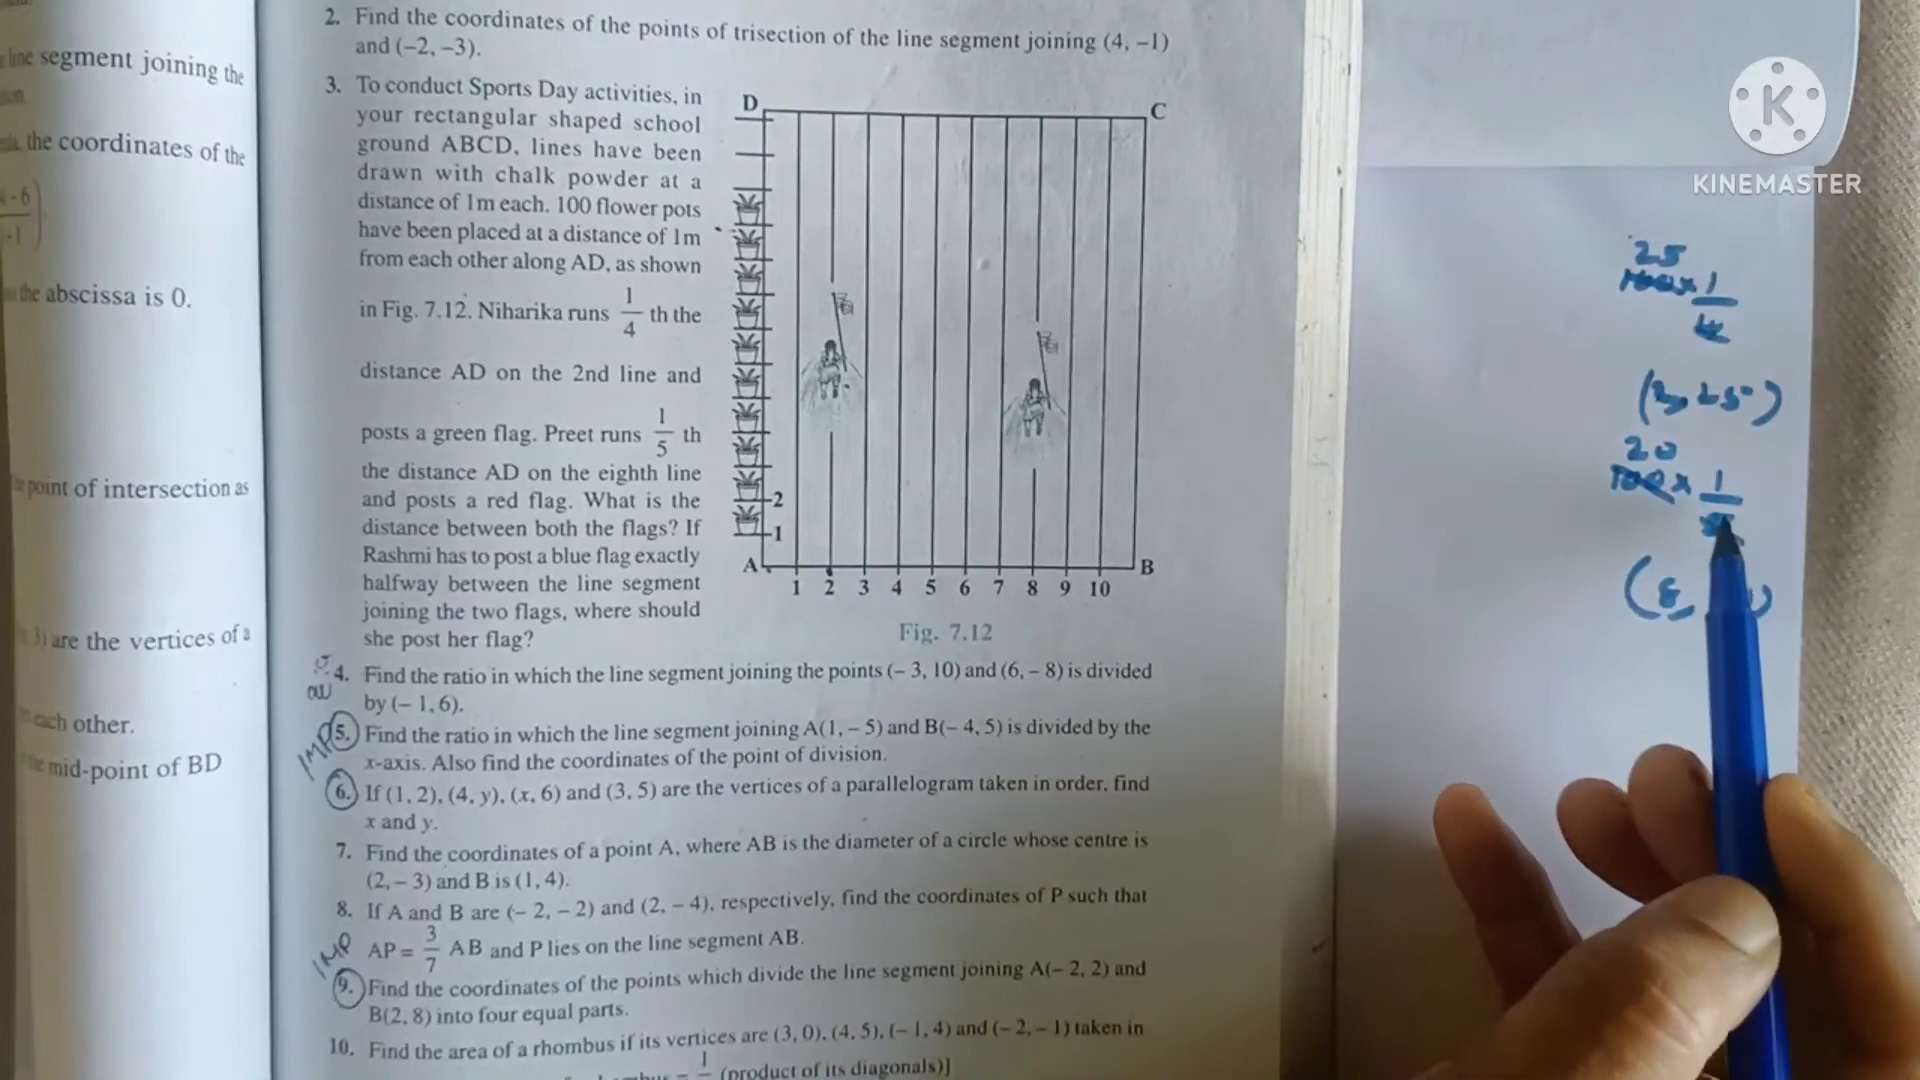 line segment joining the
the coordinates of the
the abscissa is 0.
point of intersection as
3) are the vertices of a
each other.
mid-point of BD
2. Find the coordinates of the points of trisection of the line segment joining (4, –1)
and (–2, –3).
3. To conduct Sports Day activities, in
your rectangular shaped school
ground ABCD, lines have been
drawn with chalk powder at a
distance of 1m each. 100 flower pots
have been placed at a distance of 1m
from each other along AD, as shown
in Fig. 7.12. Niharika runs 1/4 th the
distance AD on the 2nd line and
posts a green flag. Preet runs 1/5 th
the distance AD on the eighth line
and posts a red flag. What is the
distance between both the flags? If
Rashmi has to post a blue flag exactly
halfway between the line segment
joining the two flags, where should
she post her flag?
D C
2
1
A B
1 2 3 4 5 6 7 8 9 10
Fig. 7.12
4. Find the ratio in which the line segment joining the points (– 3, 10) and (6, – 8) is divided
by (– 1, 6).
IMP
5. Find the ratio in which the line segment joining A(1, – 5) and B(– 4, 5) is divided by the
x-axis. Also find the coordinates of the point of division.
6. If (1, 2), (4, y), (x, 6) and (3, 5) are the vertices of a parallelogram taken in order, find
x and y.
7. Find the coordinates of a point A, where AB is the diameter of a circle whose centre is
(2, – 3) and B is (1, 4).
8. If A and B are (– 2, – 2) and (2, – 4), respectively, find the coordinates of P such that
AP = 3/7 AB and P lies on the line segment AB.
IMP
9. Find the coordinates of the points which divide the line segment joining A(– 2, 2) and
B(2, 8) into four equal parts.
10. Find the area of a rhombus if its vertices are (3, 0), (4, 5), (– 1, 4) and (– 2, – 1) taken in
(product of its diagonals)]
K
KINEMASTER
25
100 × 1/4
(2, 25)
20
100 × 1/5